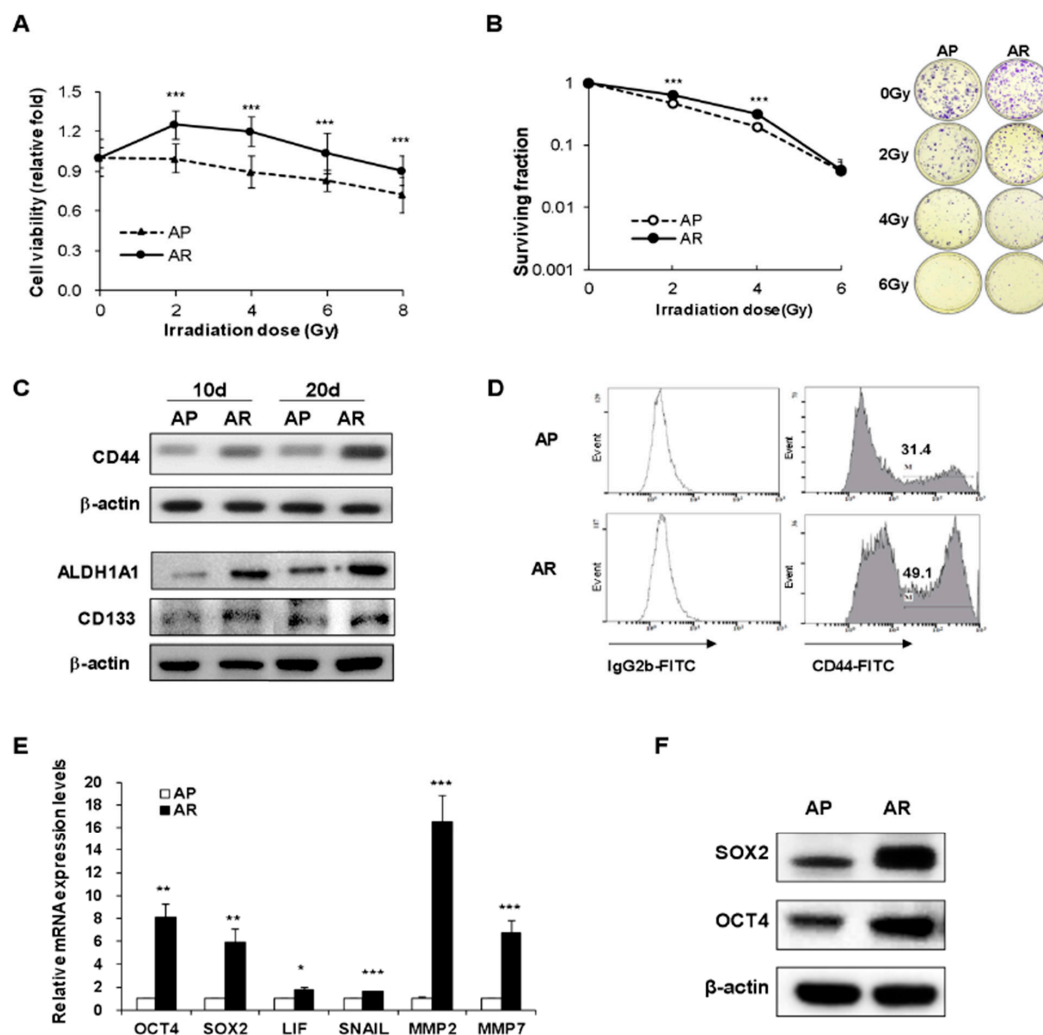 A
1.5
1.2
0.9
0.6
0.3
0.0
Cell viability (relative fold)
***
***
***
***
AP
AR
0 2 4 6 8
Irradiation dose (Gy)
B
1
0.1
0.01
0.001
Surviving fraction
***
***
AP
AR
0 2 4 6
Irradiation dose(Gy)
AP AR
0Gy
2Gy
4Gy
6Gy
C
10d 20d
AP AR AP AR
CD44
β-actin
ALDH1A1
CD133
β-actin
D
AP
Event
Event
31.4
M
AR
Event
Event
49.1
M
IgG2b-FITC
CD44-FITC
E
Relative mRNA expression levels
20
18
16
14
12
10
8
6
4
2
0
AP
AR
**
**
*
***
***
***
OCT4 SOX2 LIF SNAIL MMP2 MMP7
F
AP AR
SOX2
OCT4
β-actin